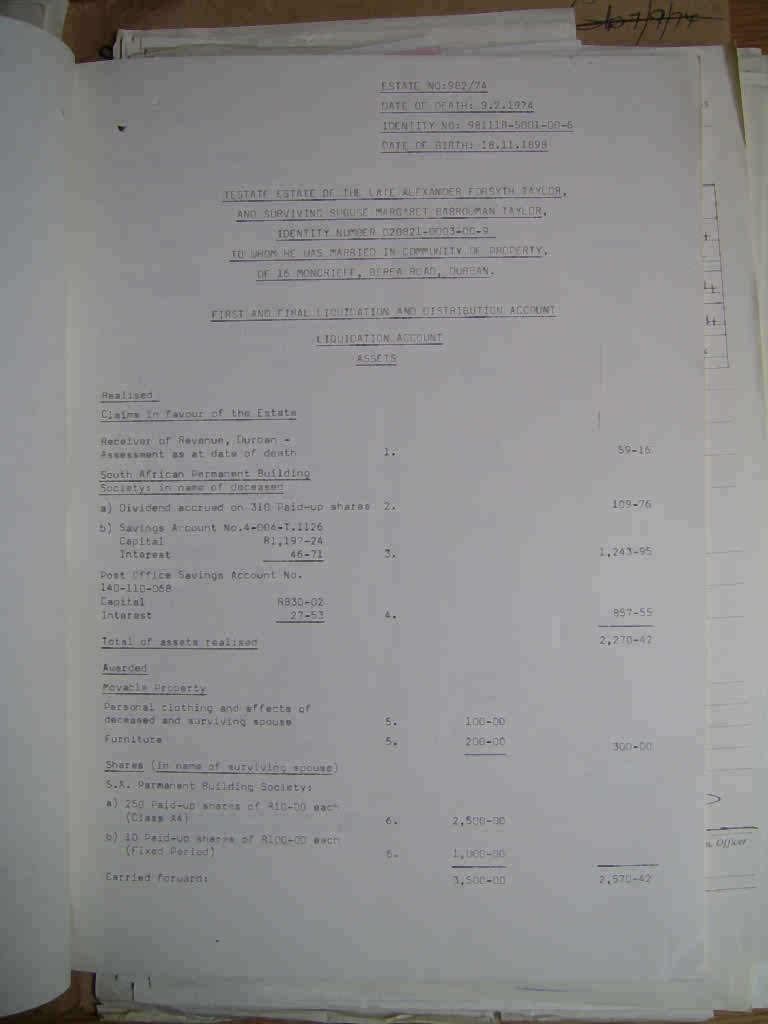 7/9/74
ESTATE NO:982/74
DATE OF DEATH: 9.2.1974
IDENTITY NO: 981118-5001-00-6
DATE OF BIRTH: 18.11.1898
TESTATE ESTATE OF THE LATE ALEXANDER FORSYTH TAYLOR,
AND SURVIVING SPOUSE MARGARET BARROWMAN TAYLOR,
IDENTITY NUMBER 020821-0003-00-9
TO WHOM HE WAS MARRIED IN COMMUNITY OF PROPERTY,
OF 16 MONCRIEFF, BEREA ROAD, DURBAN.
FIRST AND FINAL LIQUIDATION AND DISTRIBUTION ACCOUNT
LIQUIDATION ACCOUNT
ASSETS
Realised
Claims in favour of the Estate
Receiver of Revenue, Durban -
Assessment as at date of death 1. 59-16
South African Permanent Building
Society: in name of deceased
a) Dividend accrued on 310 Paid-up shares 2. 109-76
b) Savings Account No.4-004-T.1126
Capital R1,197-24
Interest 46-71 3. 1,243-95
Post Office Savings Account No.
140-110-068
Capital R830-02
Interest 27-53 4. 857-55
Total of assets realised 2,270-42
Awarded
Movable Property
Personal clothing and effects of
deceased and surviving spouse 5. 100-00
Furniture 5. 200-00 300-00
Shares (in name of surviving spouse)
S.A. Permanent Building Society:
a) 250 Paid-up shares of R10-00 each
(Class A4) 6. 2,500-00
b) 10 Paid-up shares of R100-00 each
(Fixed Period) 6. 1,000-00
Carried forward: 3,500-00 2,570-42
Officer